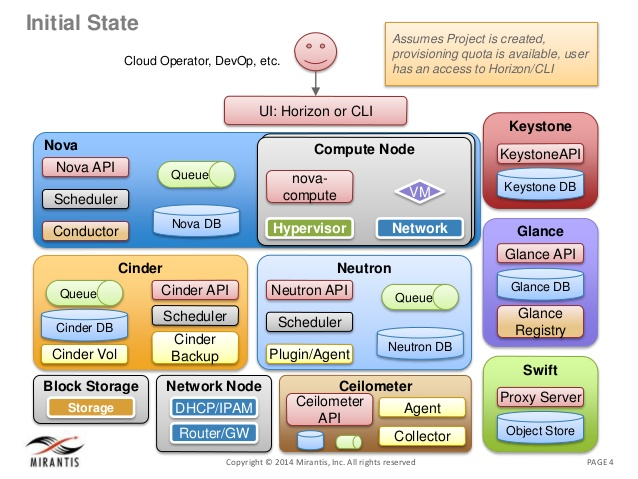 Initial State
Cloud Operator, DevOp, etc.
Assumes Project is created,
provisioning quota is available, user
has an access to Horizon/CLI
UI: Horizon or CLI
Nova
Nova API
Scheduler
Conductor
Queue
Nova DB
Compute Node
nova-
compute
VM
Hypervisor
Network
Keystone
KeystoneAPI
Keystone DB
Cinder
Queue
Cinder DB
Cinder Vol
Cinder API
Scheduler
Cinder
Backup
Neutron
Neutron API
Scheduler
Plugin/Agent
Queue
Neutron DB
Glance
Glance API
Glance DB
Glance
Registry
Block Storage
Storage
Network Node
DHCP/IPAM
Router/GW
Ceilometer
Ceilometer
API
Agent
Collector
Swift
Proxy Server
Object Store
MIRANTIS
Copyright © 2014 Mirantis, Inc. All rights reserved
PAGE 4